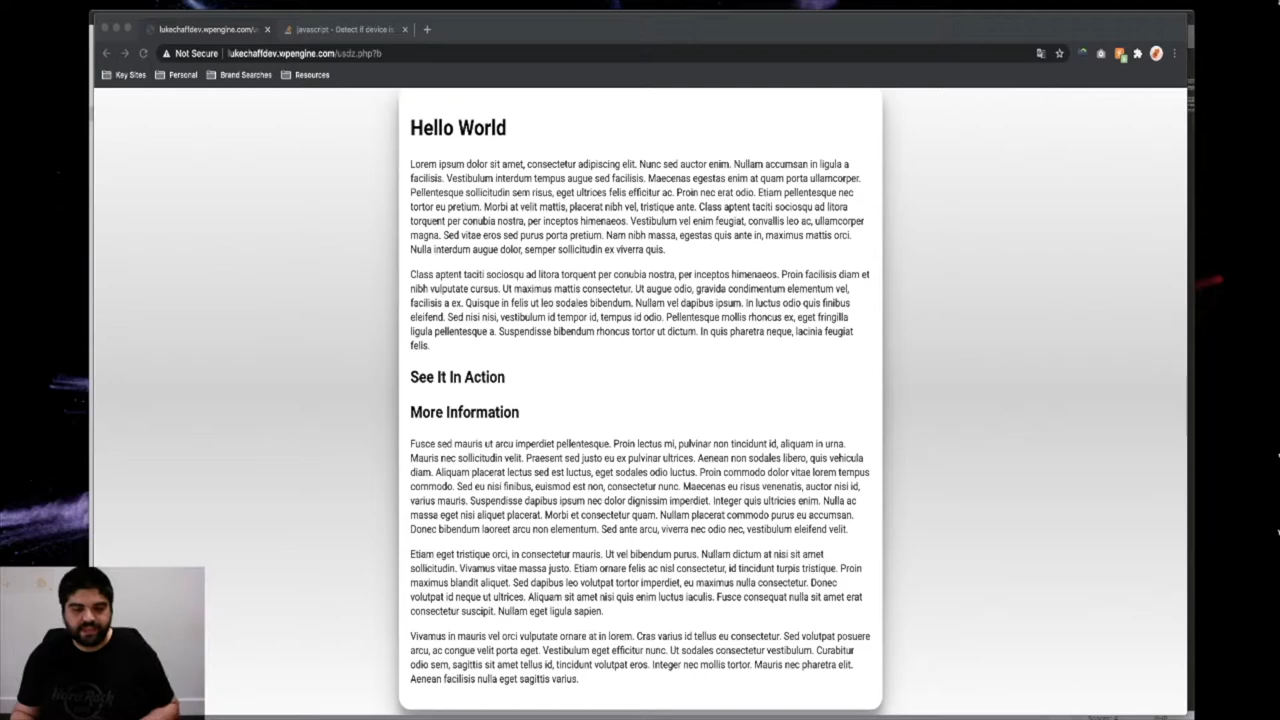 lukechaffdev.wpengine.com/u
javascript - Detect if device is
Not Secure
lukechaffdev.wpengine.com/usdz.php?b
Key Sites
Personal
Brand Searches
Resources
Hello World
Lorem ipsum dolor sit amet, consectetur adipiscing elit. Nunc sed auctor enim. Nullam accumsan in ligula a
facilisis. Vestibulum interdum tempus augue sed facilisis. Maecenas egestas enim at quam porta ullamcorper.
Pellentesque sollicitudin sem risus, eget ultrices felis efficitur ac. Proin nec erat odio. Etiam pellentesque nec
tortor eu pretium. Morbi at velit mattis, placerat nibh vel, tristique ante. Class aptent taciti sociosqu ad litora
torquent per conubia nostra, per inceptos himenaeos. Vestibulum vel enim feugiat, convallis leo ac, ullamcorper
magna. Sed vitae eros sed purus porta pretium. Nam nibh massa, egestas quis ante in, maximus mattis orci.
Nulla interdum augue dolor, semper sollicitudin ex viverra quis.
Class aptent taciti sociosqu ad litora torquent per conubia nostra, per inceptos himenaeos. Proin facilisis diam et
nibh vulputate cursus. Ut maximus mattis consectetur. Ut augue odio, gravida condimentum elementum vel,
facilisis a ex. Quisque in felis ut leo sodales bibendum. Nullam vel dapibus ipsum. In luctus odio quis finibus
eleifend. Sed nisi nisi, vestibulum id tempor id, tempus id odio. Pellentesque mollis rhoncus ex, eget fringilla
ligula pellentesque a. Suspendisse bibendum rhoncus tortor ut dictum. In quis pharetra neque, lacinia feugiat
felis.
See It In Action
More Information
Fusce sed mauris ut arcu imperdiet pellentesque. Proin lectus mi, pulvinar non tincidunt id, aliquam in urna.
Mauris nec sollicitudin velit. Praesent sed justo eu ex pulvinar ultrices. Aenean non sodales libero, quis vehicula
diam. Aliquam placerat lectus sed est luctus, eget sodales odio luctus. Proin commodo dolor vitae lorem tempus
commodo. Sed eu nisi finibus, euismod est non, consectetur nunc. Maecenas eu risus venenatis, auctor nisi id,
varius mauris. Suspendisse dapibus ipsum nec dolor dignissim imperdiet. Integer quis ultricies enim. Nulla ac
massa eget nisi aliquet placerat. Morbi et consectetur quam. Nullam placerat commodo purus eu accumsan.
Donec bibendum laoreet arcu non elementum. Sed ante arcu, viverra nec odio nec, vestibulum eleifend velit.
Etiam eget tristique orci, in consectetur mauris. Ut vel bibendum purus. Nullam dictum at nisi sit amet
sollicitudin. Vivamus vitae massa justo. Etiam ornare felis ac nisl consectetur, id tincidunt turpis tristique. Proin
maximus blandit aliquet. Sed dapibus leo volutpat tortor imperdiet, eu maximus nulla consectetur. Donec
volutpat id neque ut ultrices. Aliquam sit amet nisi quis enim luctus iaculis. Fusce consequat nulla sit amet erat
consectetur suscipit. Nullam eget ligula sapien.
Vivamus in mauris vel orci vulputate ornare at in lorem. Cras varius id tellus eu consectetur. Sed volutpat posuere
arcu, ac congue velit porta eget. Vestibulum eget efficitur nunc. Ut sodales consectetur vestibulum. Curabitur
odio sem, sagittis sit amet tellus id, tincidunt volutpat eros. Integer nec mollis tortor. Mauris nec pharetra elit.
Aenean facilisis nulla eget sagittis varius.
Hard Rock